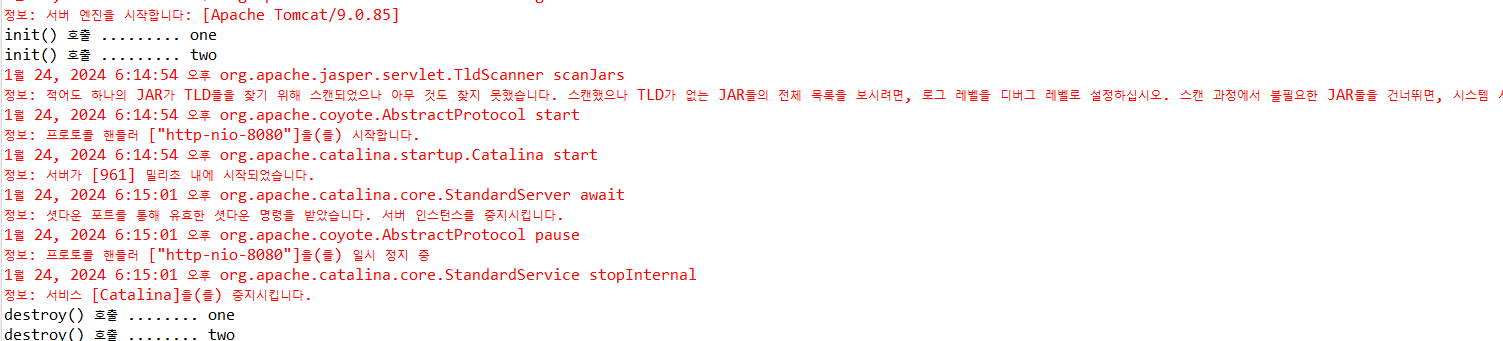 정보: 서버 엔진을 시작합니다: [Apache Tomcat/9.0.85]
init() 호출 ......... one
init() 호출 ......... two
1월 24, 2024 6:14:54 오후 org.apache.jasper.servlet.TldScanner scanJars
정보: 적어도 하나의 JAR가 TLD들을 찾기 위해 스캔되었으나 아무 것도 찾지 못했습니다. 스캔했으나 TLD가 없는 JAR들의 전체 목록을 보시려면, 로그 레벨을 디버그 레벨로 설정하십시오. 스캔 과정에서 불필요한 JAR들을 건너뛰면, 시스템
1월 24, 2024 6:14:54 오후 org.apache.coyote.AbstractProtocol start
정보: 프로토콜 핸들러 ["http-nio-8080"]을(를) 시작합니다.
1월 24, 2024 6:14:54 오후 org.apache.catalina.startup.Catalina start
정보: 서버가 [961] 밀리초 내에 시작되었습니다.
1월 24, 2024 6:15:01 오후 org.apache.catalina.core.StandardServer await
정보: 셧다운 포트를 통해 유효한 셧다운 명령을 받았습니다. 서버 인스턴스를 중지시킵니다.
1월 24, 2024 6:15:01 오후 org.apache.coyote.AbstractProtocol pause
정보: 프로토콜 핸들러 ["http-nio-8080"]을(를) 일시 정지 중
1월 24, 2024 6:15:01 오후 org.apache.catalina.core.StandardService stopInternal
정보: 서비스 [Catalina]을(를) 중지시킵니다.
destroy() 호출 ........ one
destroy() 호출 ........ two